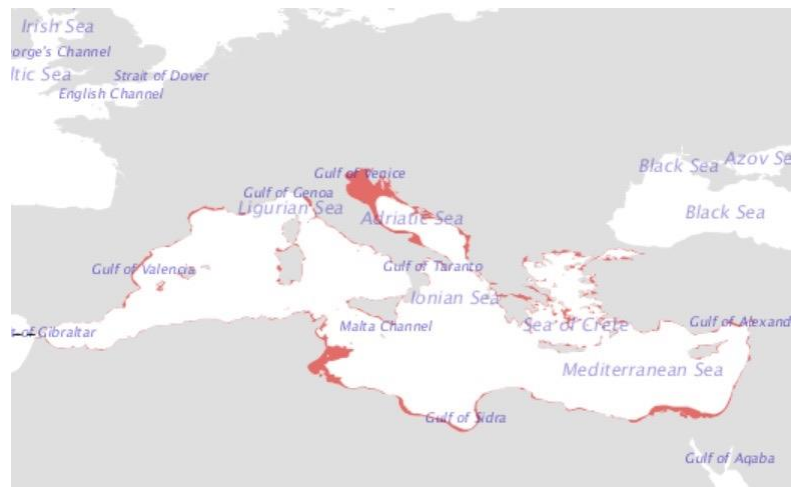 Irish Sea
orge's Channel
ltic Sea
Strait of Dover
English Channel
Gulf of Venice
Black Sea
Azov Se
Gulf of Genoa
Ligurian Sea
Adriatic Sea
Black Sea
Gulf of Valencia
Gulf of Taranto
Ionian Sea
of Gibraltar
Malta Channel
Sea of Crete
Gulf of Alexand
Mediterranean Sea
Gulf of Sidra
Gulf of Aqaba